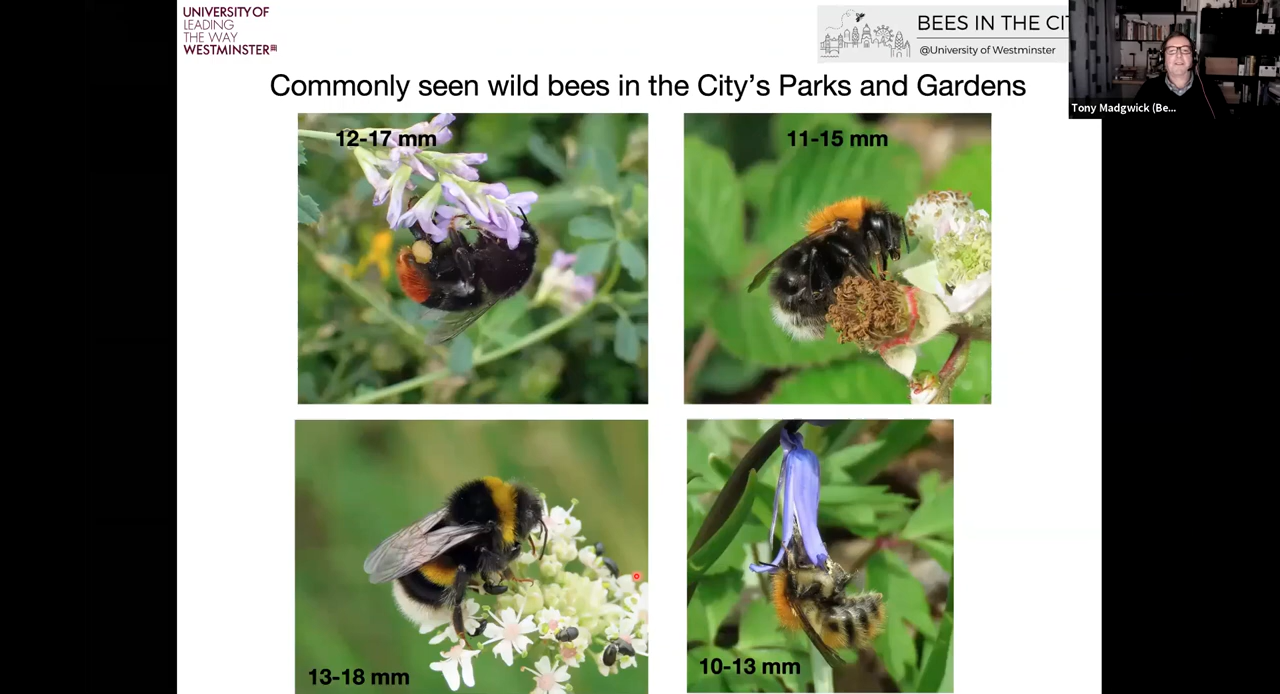 UNIVERSITY OF
LEADING
THE WAY
WESTMINSTER
BEES IN THE CIT
@University of Westminster
Tony Madgwick (Be...
Commonly seen wild bees in the City's Parks and Gardens
12-17 mm
11-15 mm
13-18 mm
10-13 mm